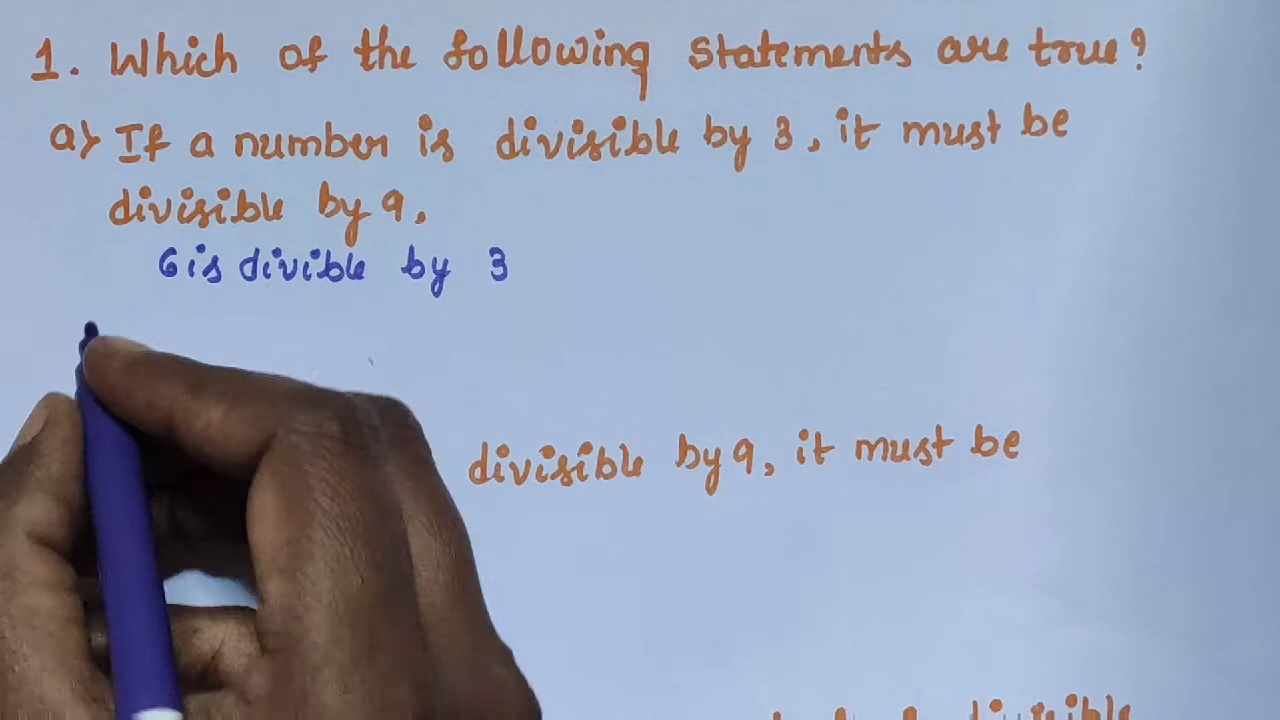 1. Which of the following statements are true?
a) If a number is divisible by 3, it must be
divisible by 9.
6 is divible by 3
divisible by 9, it must be
divisible